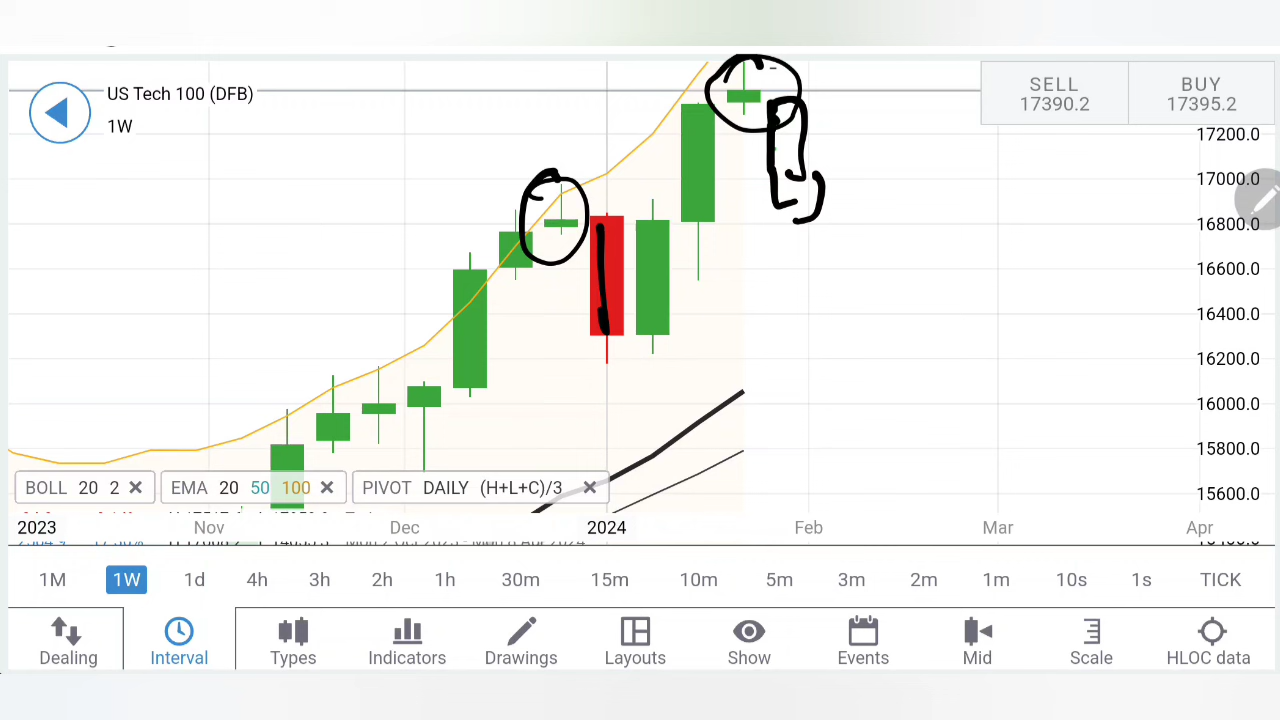 US Tech 100 (DFB)
1W
SELL
17390.2
BUY
17395.2
17200.0
17000.0
16800.0
16600.0
16400.0
16200.0
16000.0
15800.0
15600.0
BOLL 20 2 ×
EMA 20 50 100 ×
PIVOT DAILY (H+L+C)/3 ×
2023 Nov Dec 2024 Feb Mar Apr
1M 1W 1d 4h 3h 2h 1h 30m 15m 10m 5m 3m 2m 1m 10s 1s TICK
Dealing Interval Types Indicators Drawings Layouts Show Events Mid Scale HLOC data